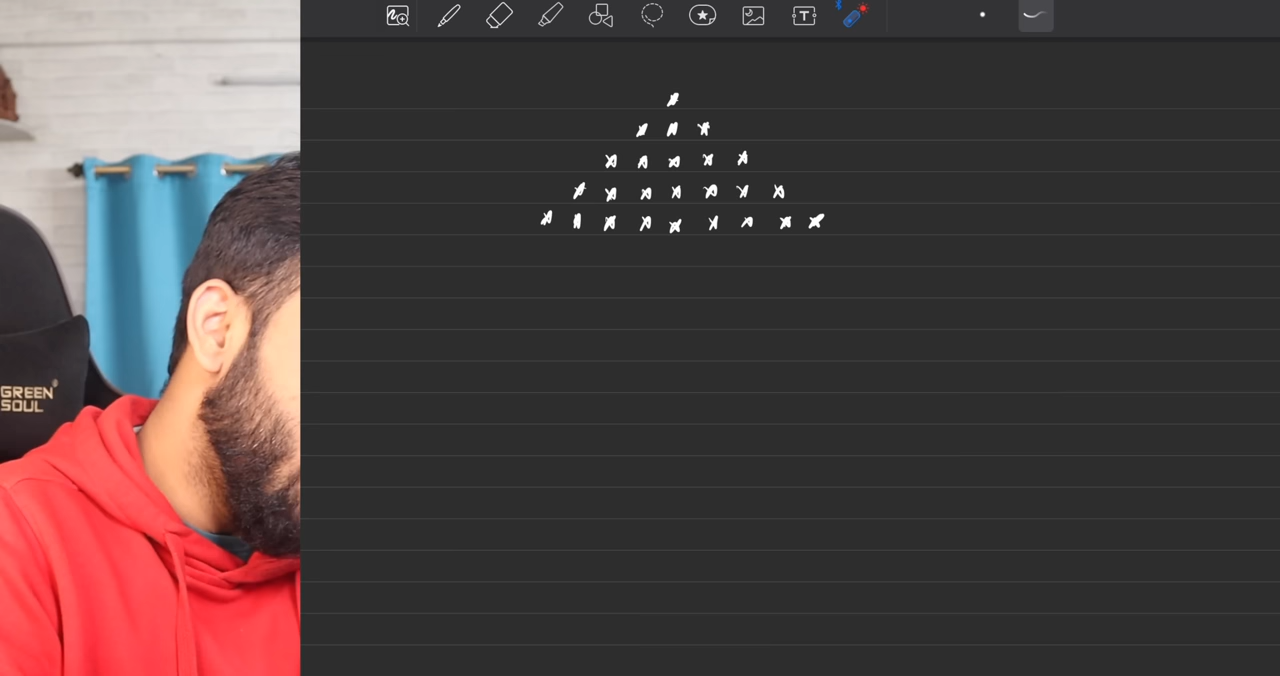 *
* * *
* * * * *
* * * * * * *
* * * * * * * * *
T
GREEN
SOUL